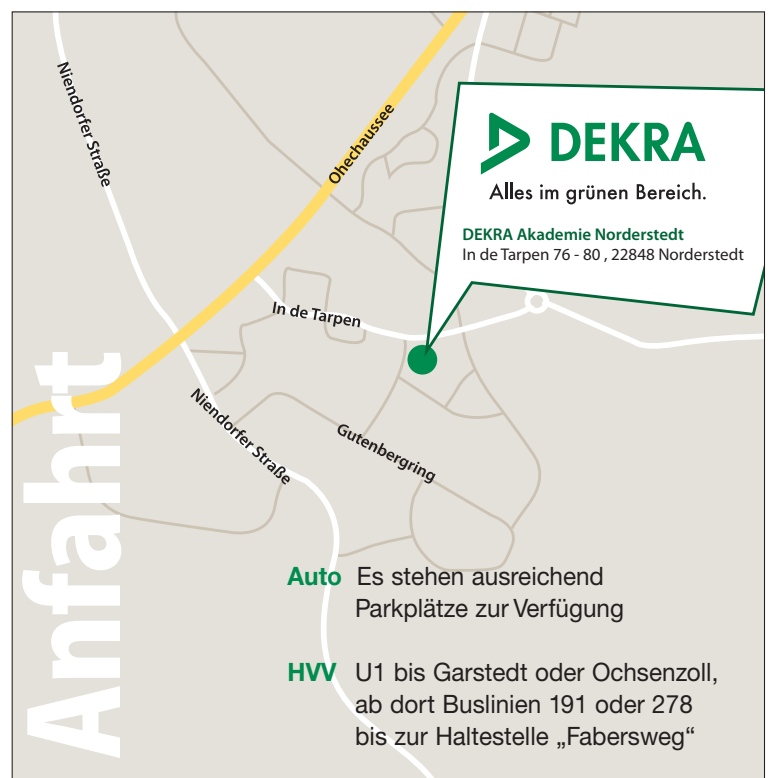 Niendorfer Straße
Ohechaussee
DEKRA
Alles im grünen Bereich.
DEKRA Akademie Norderstedt
In de Tarpen 76 - 80 , 22848 Norderstedt
In de Tarpen
Niendorfer Straße
Gutenbergring
Anfahrt
Auto Es stehen ausreichend
Parkplätze zur Verfügung
HVV U1 bis Garstedt oder Ochsenzoll,
ab dort Buslinien 191 oder 278
bis zur Haltestelle „Fabersweg“